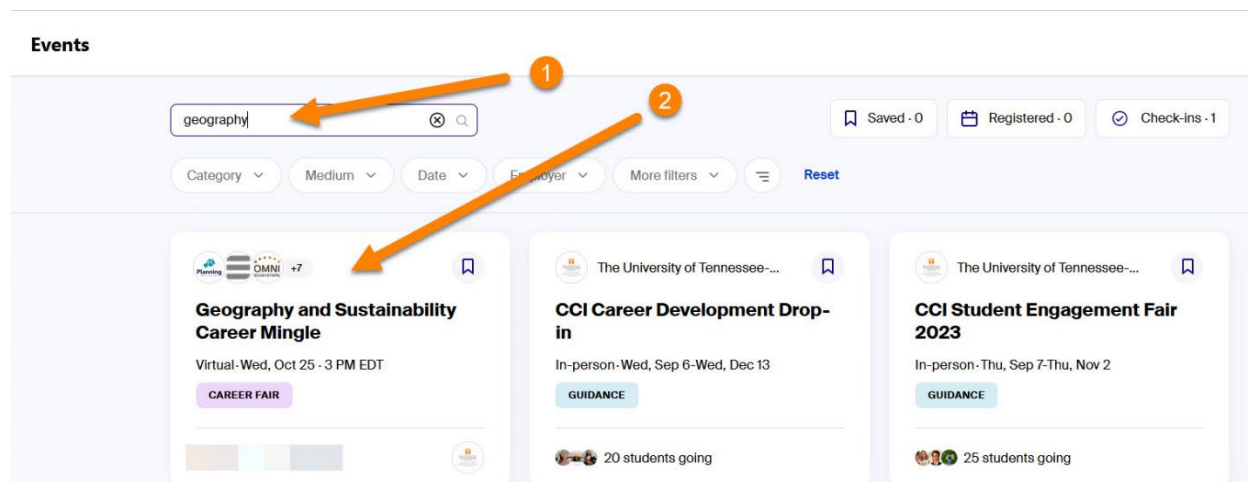 Events
1
2
geography
Saved · 0
Registered · 0
Check-ins · 1
Category
Medium
Date
Employer
More filters
Reset
Planning
OMNI
ECOSYSTEMS
+7
Geography and Sustainability
Career Mingle
Virtual · Wed, Oct 25 · 3 PM EDT
CAREER FAIR
The University of Tennessee-...
CCI Career Development Drop-
in
In-person · Wed, Sep 6-Wed, Dec 13
GUIDANCE
20 students going
The University of Tennessee-...
CCI Student Engagement Fair
2023
In-person · Thu, Sep 7-Thu, Nov 2
GUIDANCE
25 students going